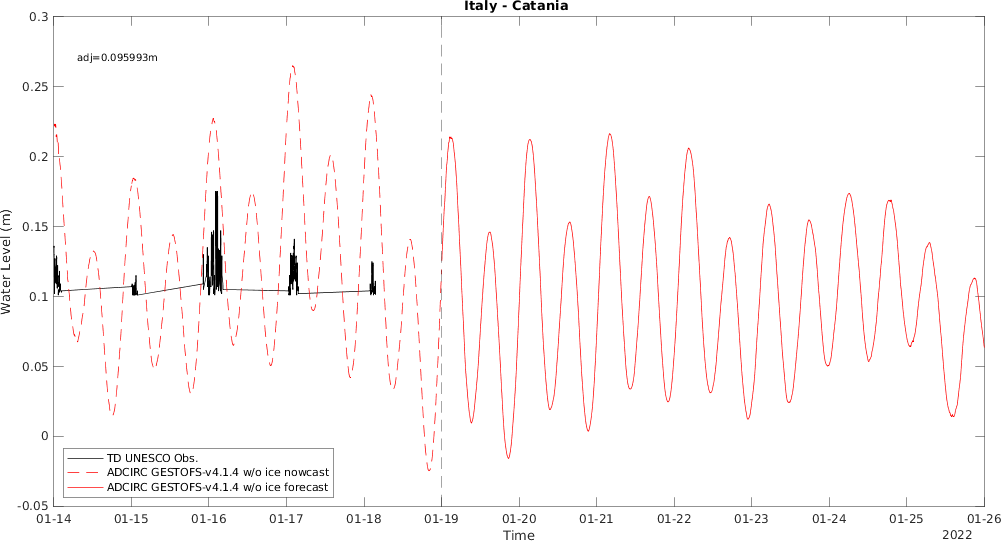 Italy - Catania
0.3
0.25
0.2
0.15
0.1
0.05
0
-0.05
Water Level (m)
adj=0.095993m
TD UNESCO Obs.
ADCIRC GESTOFS-v4.1.4 w/o ice nowcast
ADCIRC GESTOFS-v4.1.4 w/o ice forecast
01-14 01-15 01-16 01-17 01-18 01-19 01-20 01-21 01-22 01-23 01-24 01-25 01-26
Time
2022